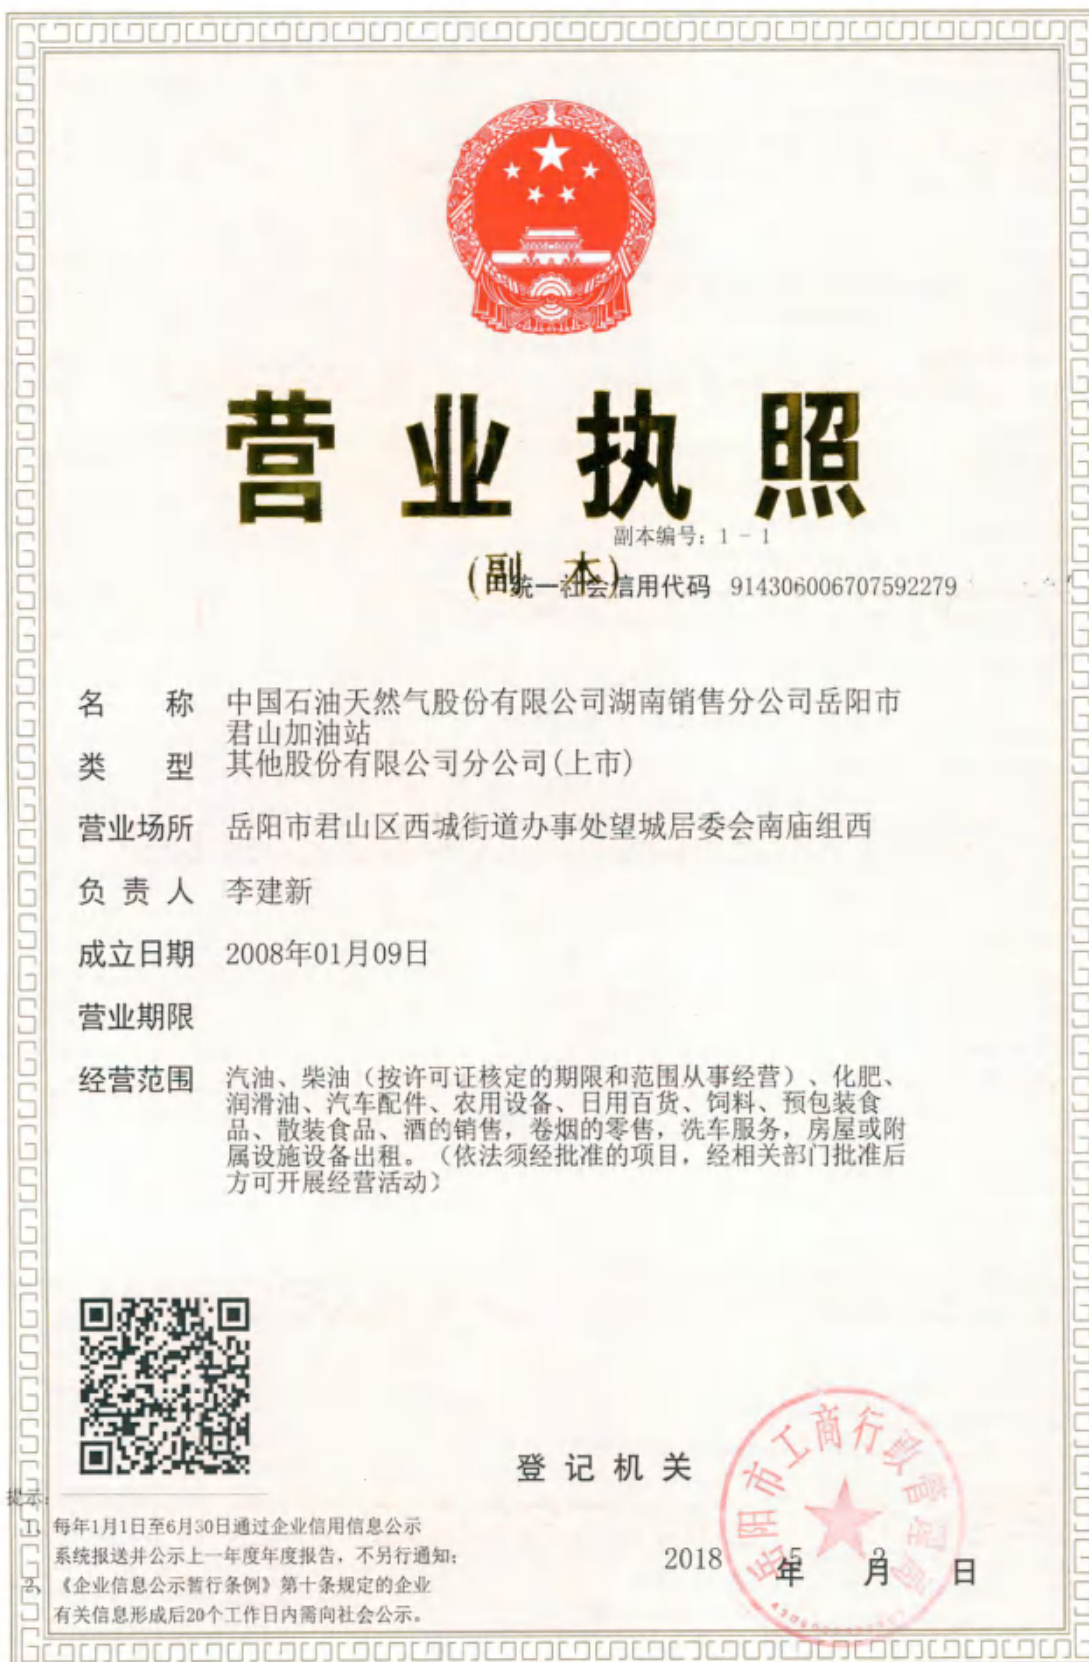 营业执照
副本编号：1－1
(副 本)
统一社会信用代码 914306006707592279
名 称 中国石油天然气股份有限公司湖南销售分公司岳阳市
君山加油站
类 型 其他股份有限公司分公司(上市)
营业场所 岳阳市君山区西城街道办事处望城居委会南庙组西
负 责 人 李建新
成立日期 2008年01月09日
营业期限
经营范围 汽油、柴油（按许可证核定的期限和范围从事经营）、化肥、
润滑油、汽车配件、农用设备、日用百货、饲料、预包装食
品、散装食品、酒的销售，卷烟的零售，洗车服务，房屋或附
属设施设备出租。（依法须经批准的项目，经相关部门批准后
方可开展经营活动）
登 记 机 关
岳阳市工商行政管理局
2018 年 5 月 2 日
提示：
1. 每年1月1日至6月30日通过企业信用信息公示
系统报送并公示上一年度年度报告，不另行通知；
2. 《企业信息公示暂行条例》第十条规定的企业
有关信息形成后20个工作日内需向社会公示。